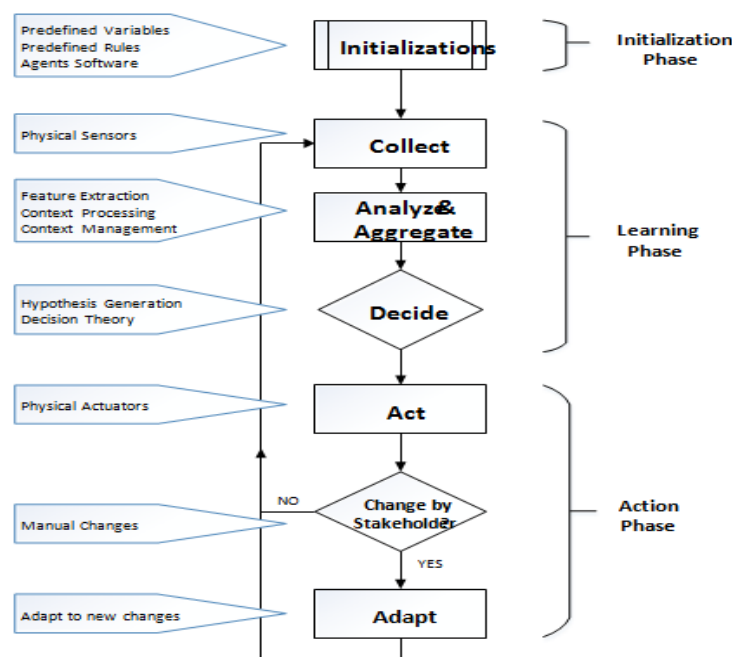 Predefined Variables
Predefined Rules
Agents Software
Initializations
Initialization
Phase
Physical Sensors
Collect
Feature Extraction
Context Processing
Context Management
Analyze&
Aggregate
Learning
Phase
Hypothesis Generation
Decision Theory
Decide
Physical Actuators
Act
NO
Change by
Stakeholder?
Manual Changes
Action
Phase
YES
Adapt to new changes
Adapt